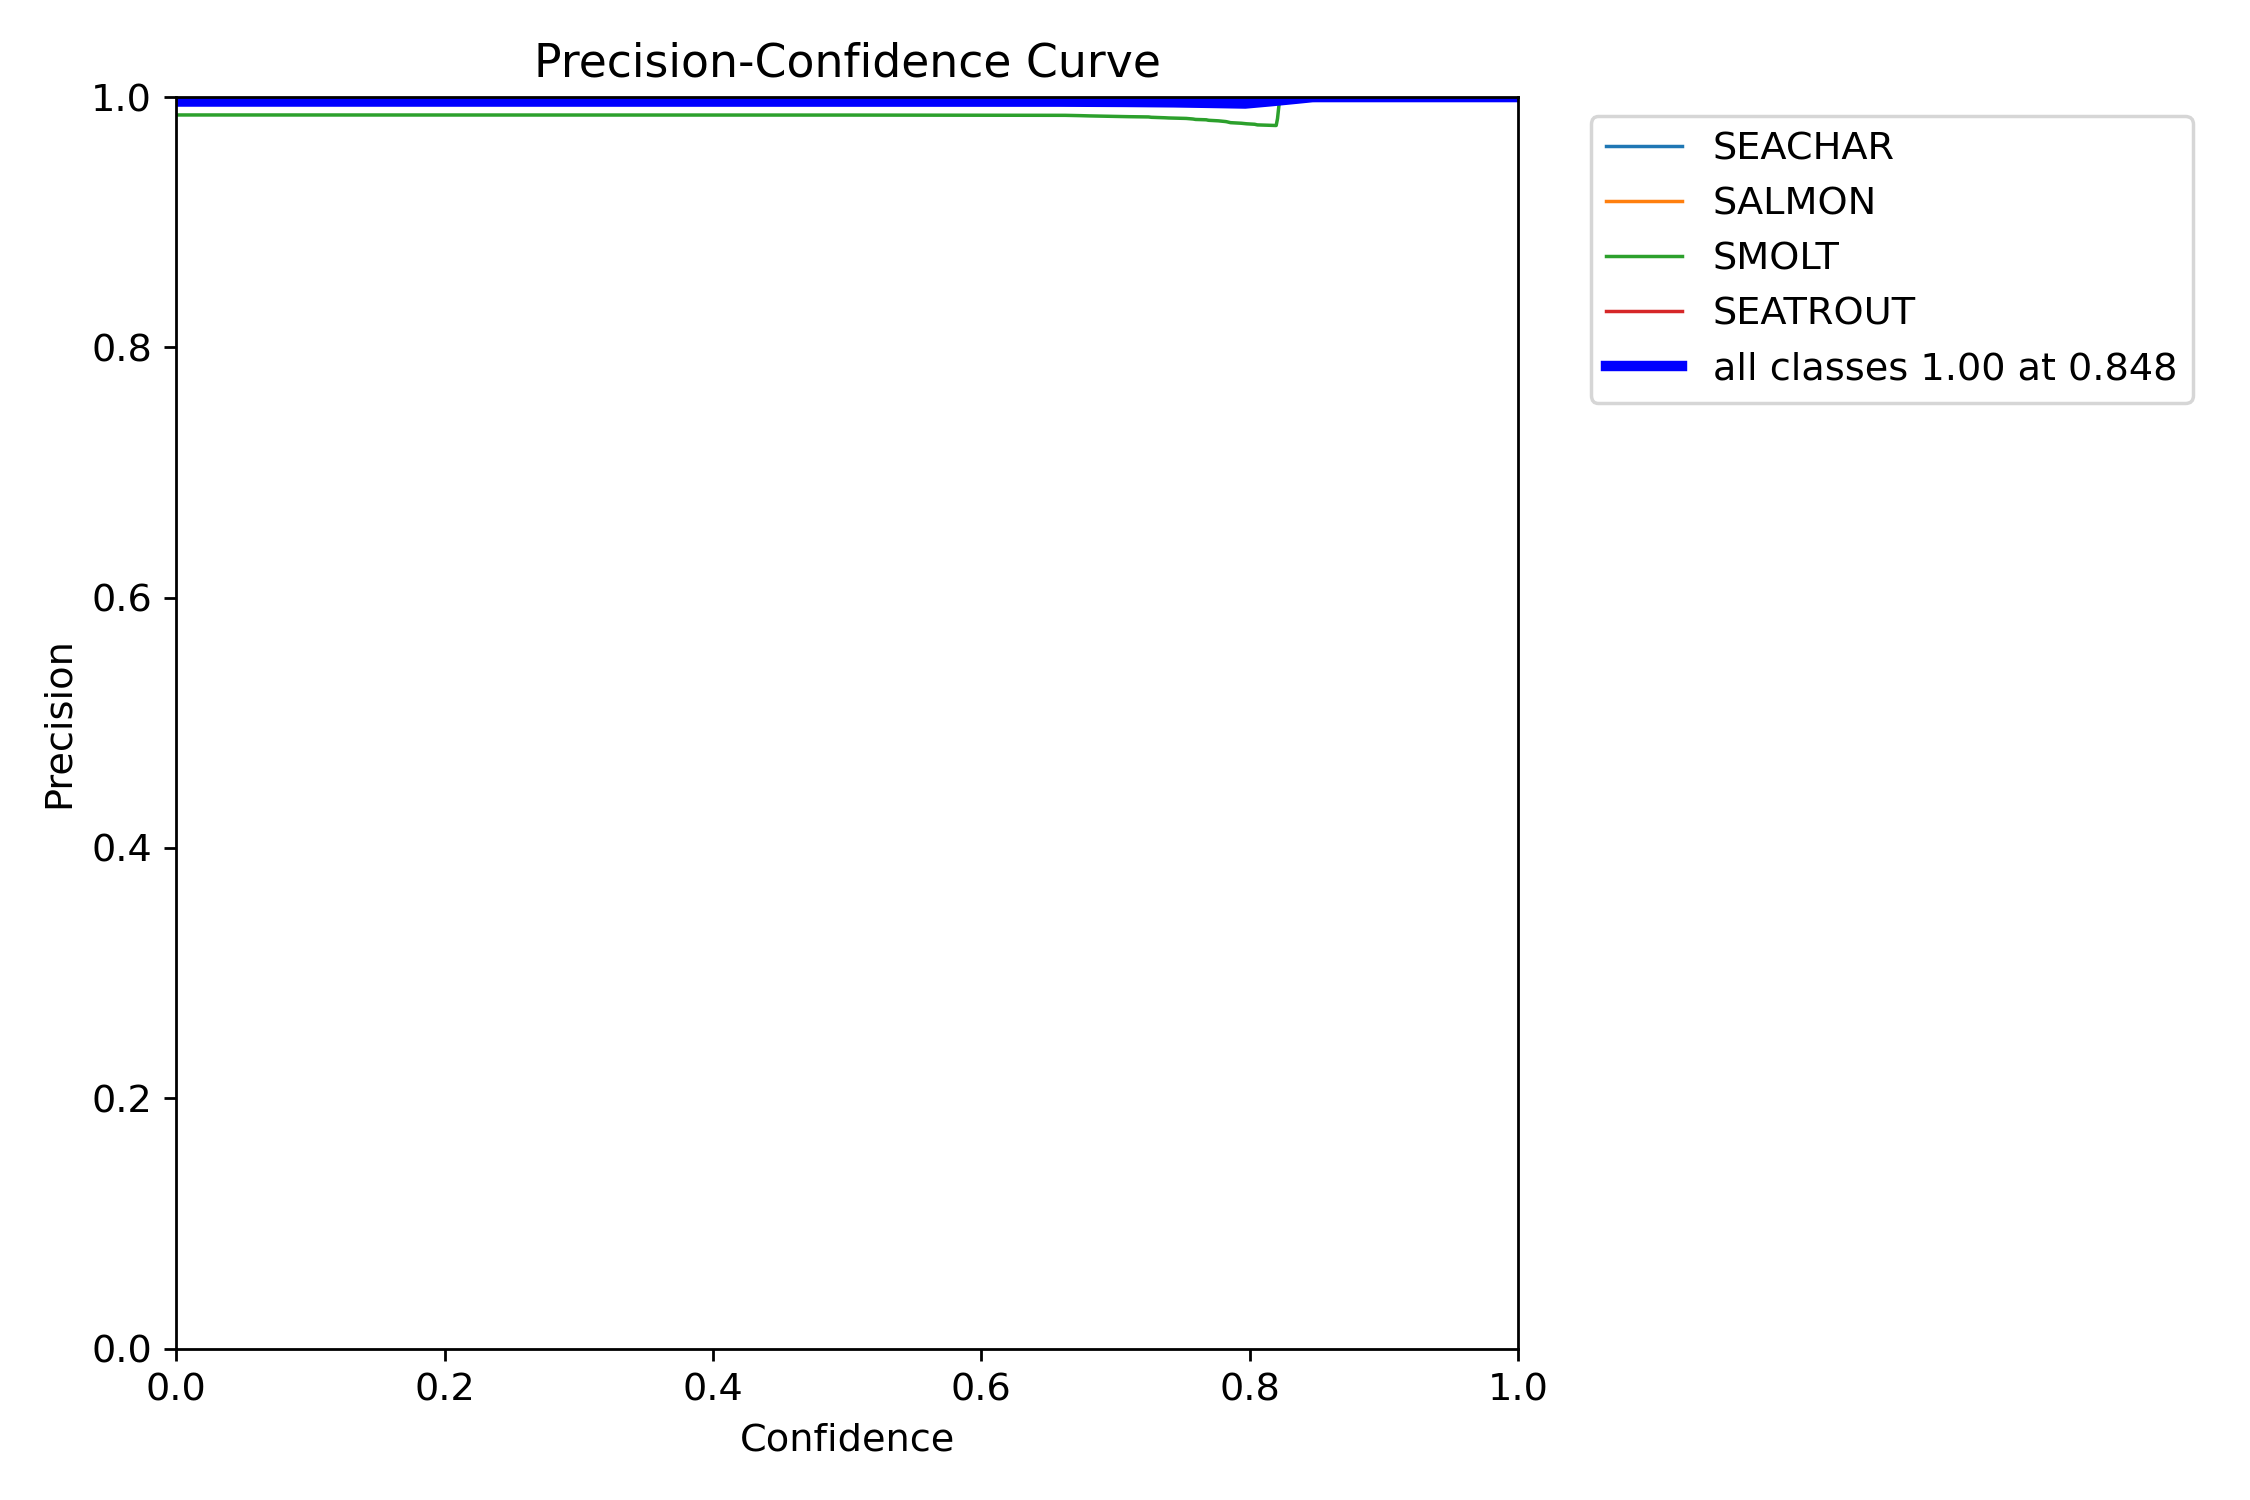 Precision-Confidence Curve
1.0
0.8
0.6
0.4
0.2
0.0
Precision
0.0 0.2 0.4 0.6 0.8 1.0
Confidence
SEACHAR
SALMON
SMOLT
SEATROUT
all classes 1.00 at 0.848